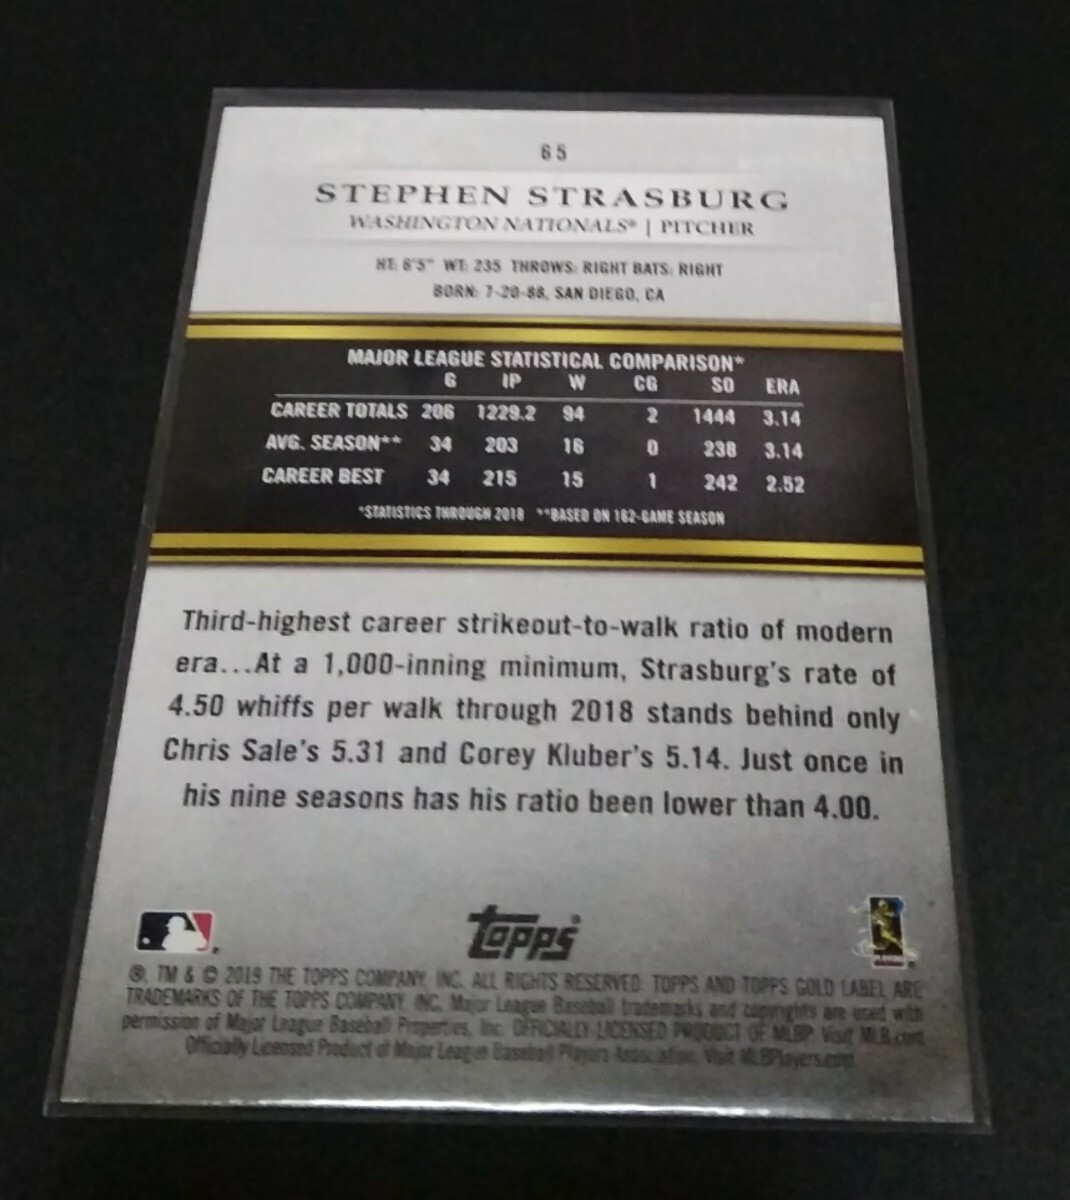 65
STEPHEN STRASBURG
WASHINGTON NATIONALS® | PITCHER
HT: 6'5" WT: 235 THROWS: RIGHT BATS: RIGHT
BORN: 7-20-88, SAN DIEGO, CA
MAJOR LEAGUE STATISTICAL COMPARISON*
G IP W CG SO ERA
CAREER TOTALS 206 1229.2 94 2 1444 3.14
AVG. SEASON** 34 203 16 0 238 3.14
CAREER BEST 34 215 15 1 242 2.52
*STATISTICS THROUGH 2018 **BASED ON 162-GAME SEASON
Third-highest career strikeout-to-walk ratio of modern
era...At a 1,000-inning minimum, Strasburg's rate of
4.50 whiffs per walk through 2018 stands behind only
Chris Sale's 5.31 and Corey Kluber's 5.14. Just once in
his nine seasons has his ratio been lower than 4.00.
topps®
®, TM & © 2019 THE TOPPS COMPANY, INC. ALL RIGHTS RESERVED. TOPPS AND TOPPS GOLD LABEL ARE
TRADEMARKS OF THE TOPPS COMPANY, INC. Major League Baseball trademarks and copyrights are used with
permission of Major League Baseball Properties, Inc. OFFICIALLY LICENSED PRODUCT OF MLBP Visit MLB.com
Officially Licensed Product of Major League Baseball Players Association. Visit MLBPlayers.com